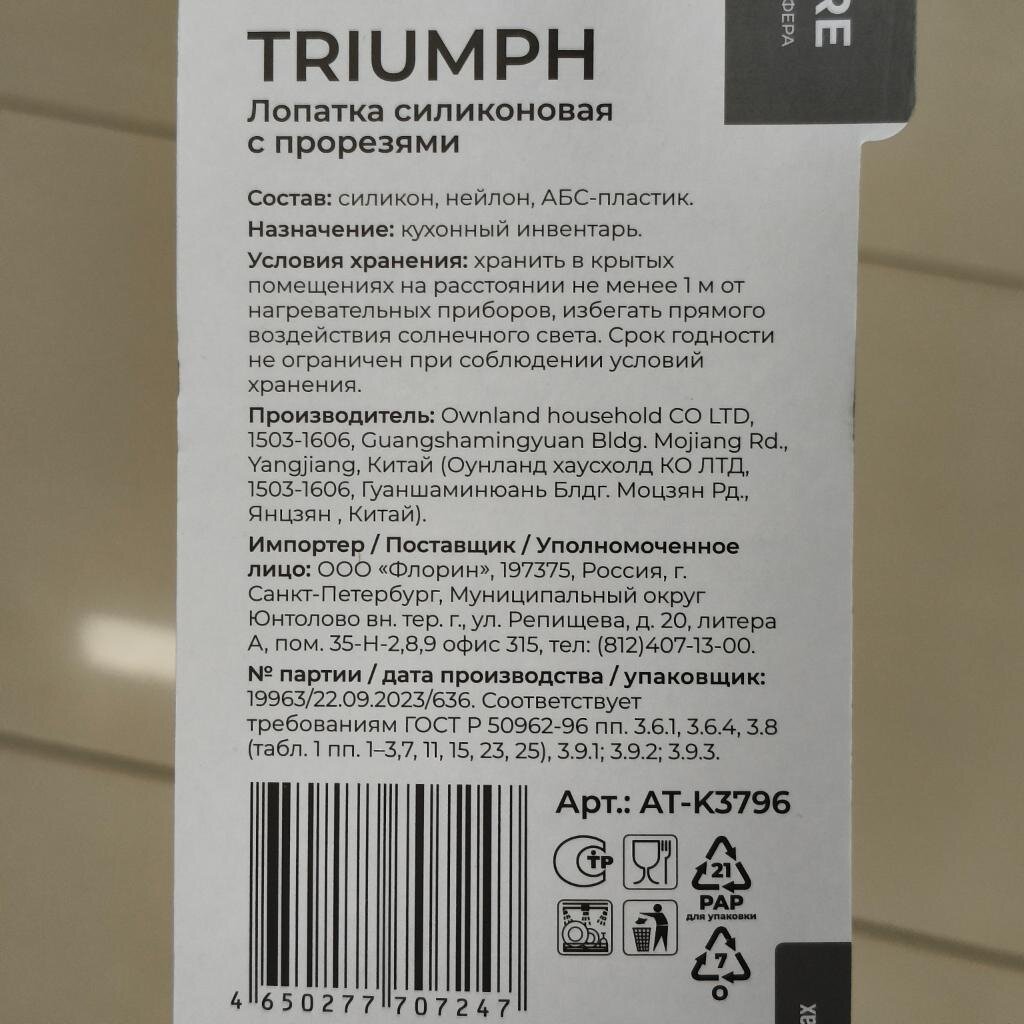 TRIUMPH
Лопатка силиконовая
с прорезями
Состав: силикон, нейлон, АБС-пластик.
Назначение: кухонный инвентарь.
Условия хранения: хранить в крытых
помещениях на расстоянии не менее 1 м от
нагревательных приборов, избегать прямого
воздействия солнечного света. Срок годности
не ограничен при соблюдении условий
хранения.
Производитель: Ownland household CO LTD,
1503-1606, Guangshamingyuan Bldg. Mojiang Rd.,
Yangjiang, Китай (Оунланд хаусхолд КО ЛТД,
1503-1606, Гуаншаминюань Блдг. Моцзян Рд.,
Янцзян , Китай).
Импортер / Поставщик / Уполномоченное
лицо: ООО «Флорин», 197375, Россия, г.
Санкт-Петербург, Муниципальный округ
Юнтолово вн. тер. г., ул. Репищева, д. 20, литера
А, пом. 35-Н-2,8,9 офис 315, тел: (812)407-13-00.
№ партии / дата производства / упаковщик:
19963/22.09.2023/636. Соответствует
требованиям ГОСТ Р 50962-96 пп. 3.6.1, 3.6.4, 3.8
(табл. 1 пп. 1–3,7, 11, 15, 23, 25), 3.9.1; 3.9.2; 3.9.3.
Арт.: AT-K3796
СТР
21
PAP
для упаковки
7
O
4 650277 707247